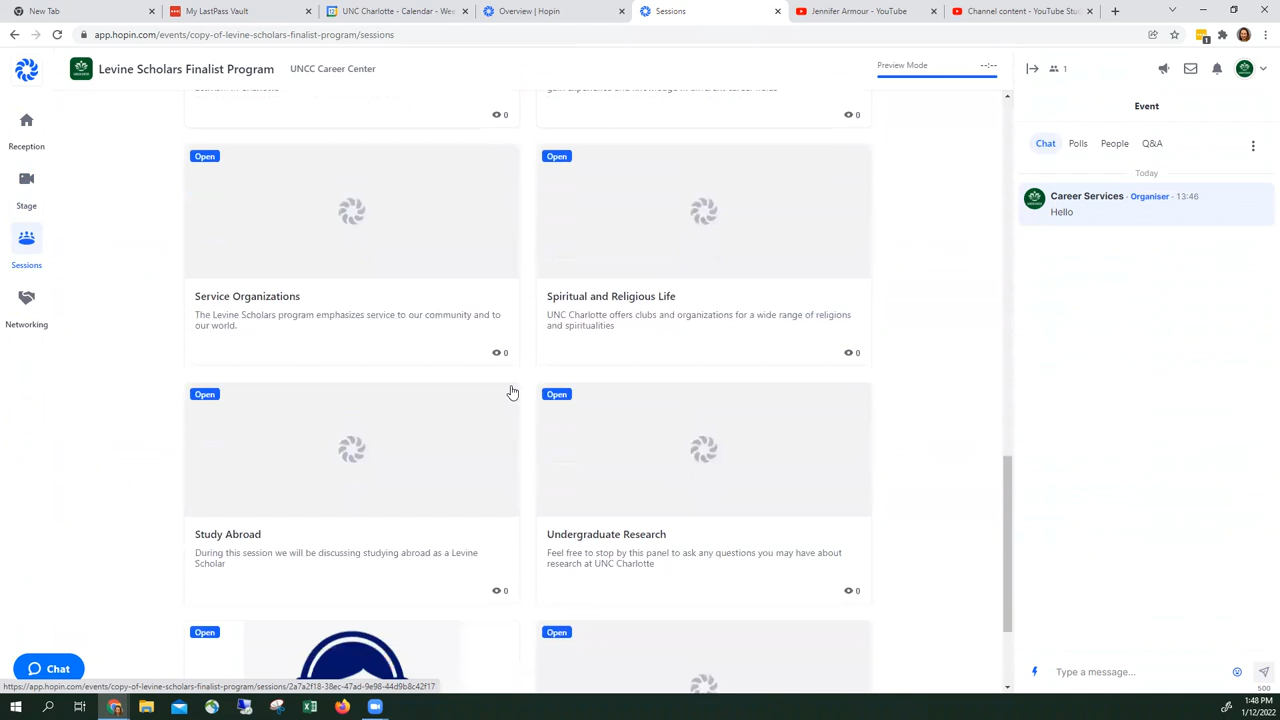 New Tab
My LastPass Vault
UNC Charlotte - Calendar - Wee
Overview | Hopin
Sessions
Jennifer Armour - YouTube
Channel content - YouTube Stu
app.hopin.com/events/copy-of-levine-scholars-finalist-program/sessions
Levine Scholars Finalist Program
UNCC Career Center
Preview Mode
--:--
1
Event
Reception
Stage
Sessions
Networking
Chat
Polls
People
Q&A
Today
Career Services · Organiser · 13:46
Hello
0
0
Open
Service Organizations
The Levine Scholars program emphasizes service to our community and to
our world.
0
Open
Spiritual and Religious Life
UNC Charlotte offers clubs and organizations for a wide range of religions
and spiritualities
0
Open
Study Abroad
During this session we will be discussing studying abroad as a Levine
Scholar
0
Open
Undergraduate Research
Feel free to stop by this panel to ask any questions you may have about
research at UNC Charlotte
0
Open
Open
Chat
Type a message...
500
https://app.hopin.com/events/copy-of-levine-scholars-finalist-program/sessions/2a7a2f18-38ec-47ad-9e98-44d9b8c42f17
1:48 PM
1/12/2022